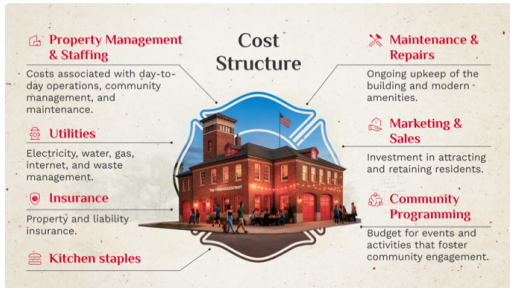 Cost
Structure
Property Management
& Staffing
Costs associated with day-to-
day operations, community
management, and
maintenance.
Utilities
Electricity, water, gas,
internet, and waste
management.
Insurance
Property and liability
insurance.
Kitchen staples
Maintenance &
Repairs
Ongoing upkeep of the
building and modern
amenities.
Marketing &
Sales
Investment in attracting
and retaining residents.
Community
Programming
Budget for events and
activities that foster
community engagement.